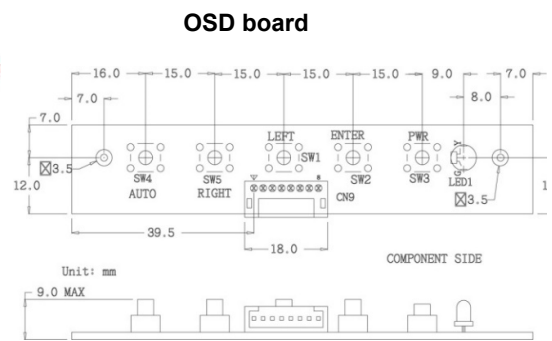 OSD board
16.0 15.0 15.0 15.0 15.0 9.0 7.0
7.0 8.0
7.0
LEFT ENTER PWR Y
3.5 SW1
12.0 SW4 SW5 SW2 SW3 G LED1
AUTO RIGHT CN9 3.5
39.5
18.0
COMPONENT SIDE
Unit: mm
9.0 MAX